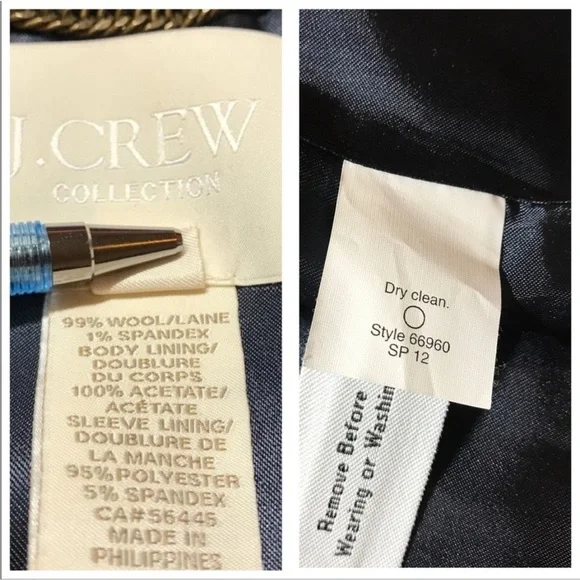 J.CREW
COLLECTION
99% WOOL/LAINE
1% SPANDEX
BODY LINING/
DOUBLURE
DU CORPS
100% ACETATE/
ACÉTATE
SLEEVE LINING/
DOUBLURE DE
LA MANCHE
95% POLYESTER
5% SPANDEX
CA#56445
MADE IN
PHILIPPINES
Dry clean.
Style 66960
SP 12
Remove Before
Wearing or Washin